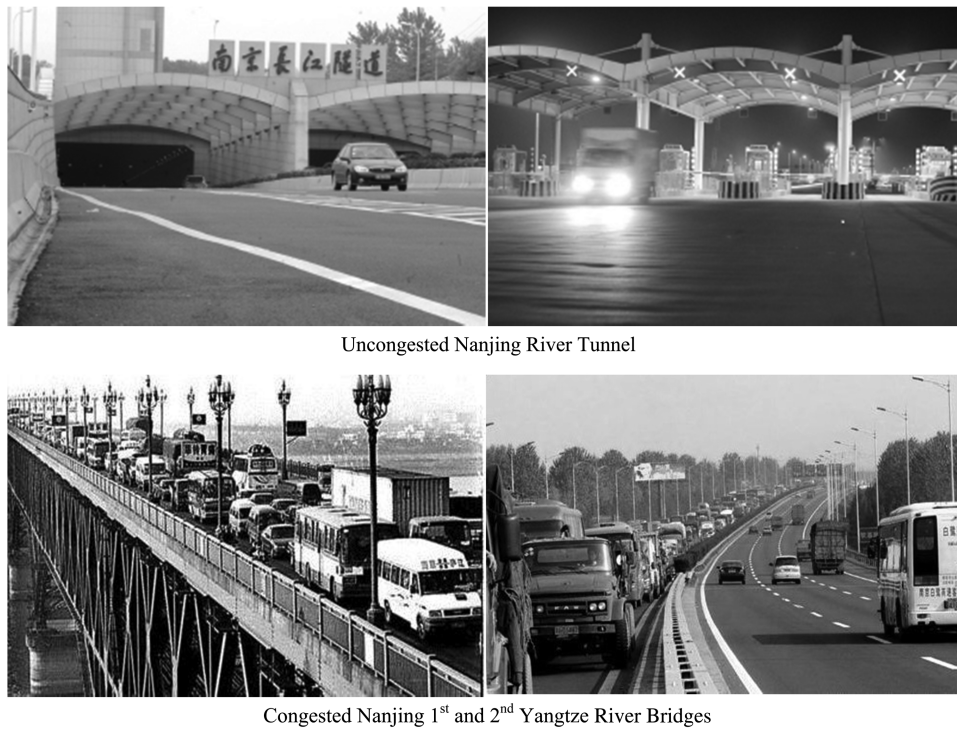 南京長江隧道
Uncongested Nanjing River Tunnel
Congested Nanjing 1st and 2nd Yangtze River Bridges